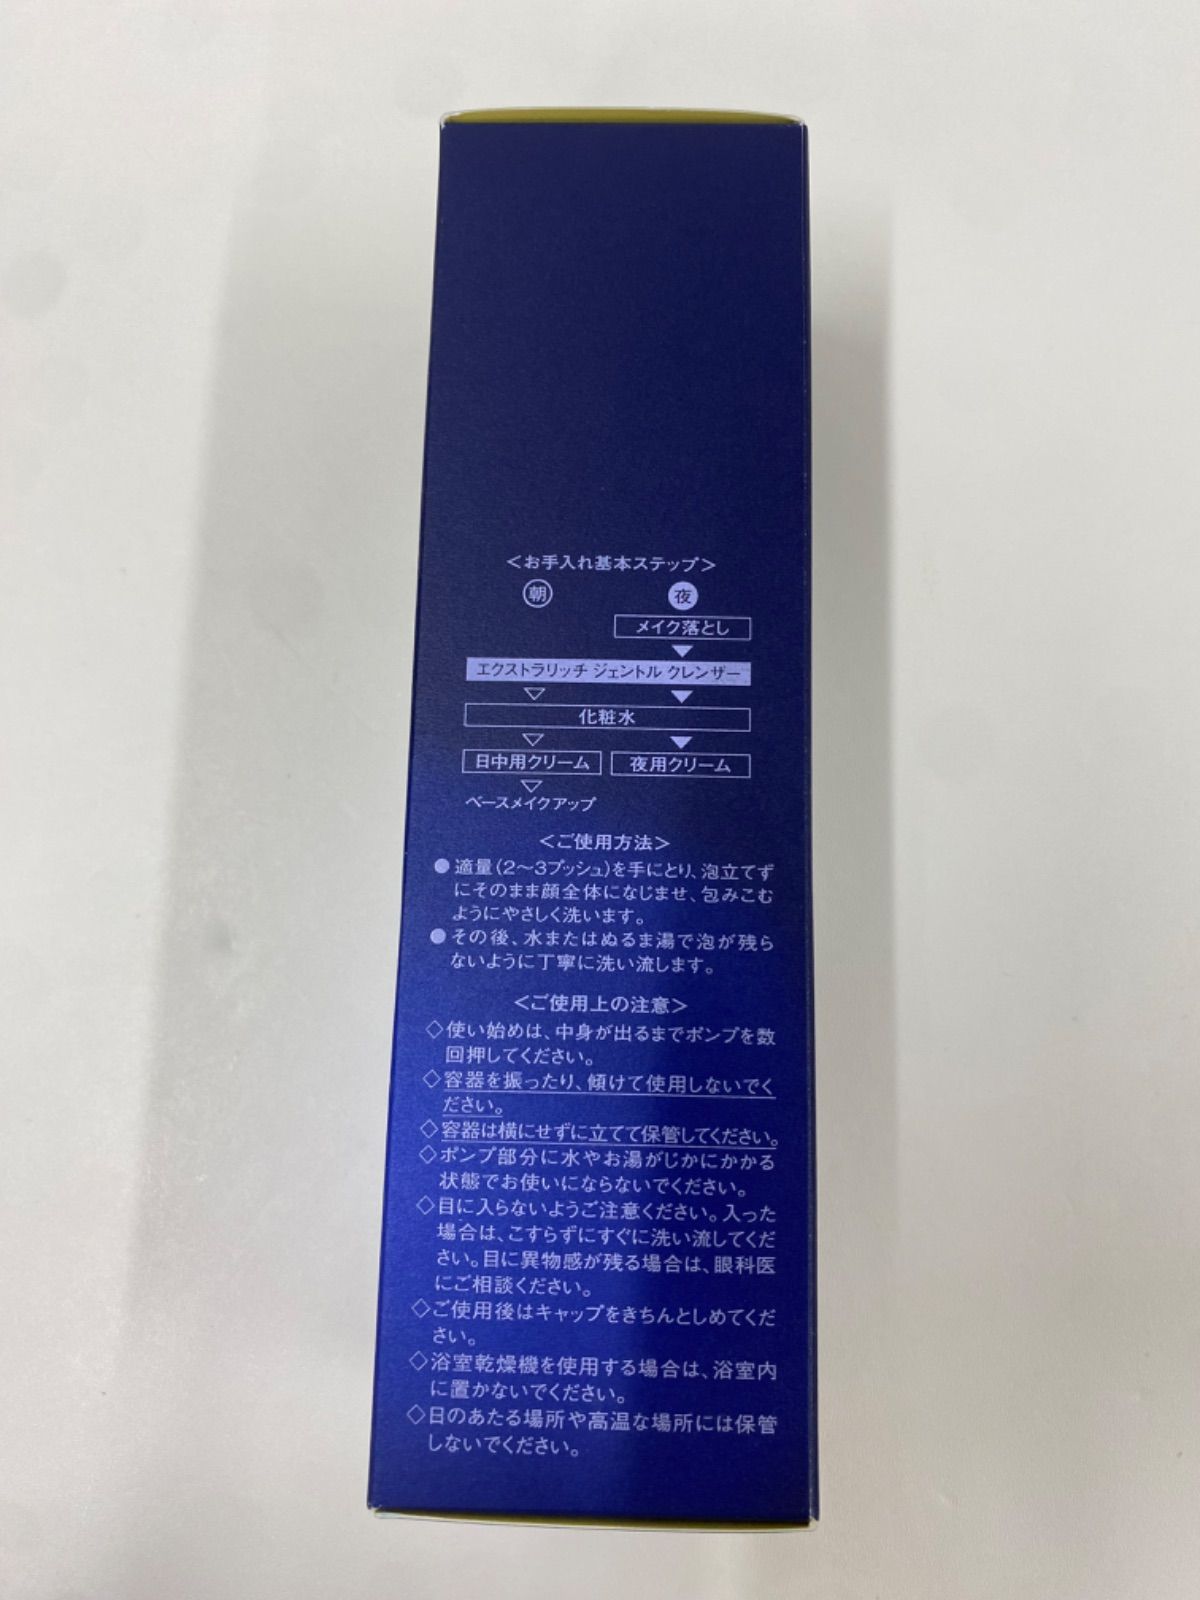 ＜お手入れ基本ステップ＞
朝 夜
メイク落とし
エクストラリッチ ジェントル クレンザー
化粧水
日中用クリーム 夜用クリーム
ベースメイクアップ
＜ご使用方法＞
●適量(2〜3プッシュ)を手にとり、泡立てず
にそのまま顔全体になじませ、包みこむ
ようにやさしく洗います。
●その後、水またはぬるま湯で泡が残ら
ないように丁寧に洗い流します。
＜ご使用上の注意＞
◇使い始めは、中身が出るまでポンプを数
回押してください。
◇容器を振ったり、傾けて使用しないでく
ださい。
◇容器は横にせずに立てて保管してください。
◇ポンプ部分に水やお湯がじかにかかる
状態でお使いにならないでください。
◇目に入らないようご注意ください。入った
場合は、こすらずにすぐに洗い流してくだ
さい。目に異物感が残る場合は、眼科医
にご相談ください。
◇ご使用後はキャップをきちんとしめてくだ
さい。
◇浴室乾燥機を使用する場合は、浴室内
に置かないでください。
◇日のあたる場所や高温な場所には保管
しないでください。